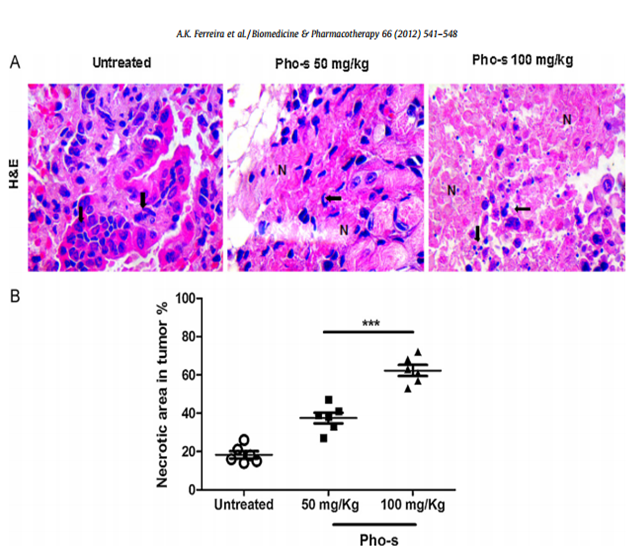 A.K. Ferreira et al. / Biomedicine & Pharmacotherapy 66 (2012) 541–548
A
Untreated
Pho-s 50 mg/kg
Pho-s 100 mg/kg
H&E
N
N
N
N
B
Necrotic area in tumor %
100
80
60
40
20
0
***
Untreated
50 mg/Kg
100 mg/Kg
Pho-s